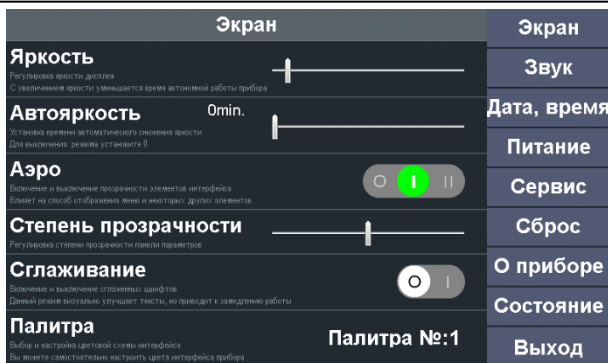 Экран
Яркость
Регулировка яркости дисплея
С увеличением яркости уменьшается время автономной работы прибора
Автояркость 0min.
Установка времени автоматического снижения яркости
Для выключения режима установите 0
Аэро
Включение и выключение прозрачности элементов интерфейса
Влияет на способ отображения меню и некоторых других элементов
O I II
Степень прозрачности
Регулировка степени прозрачности панели параметров
Сглаживание
Включение и выключение сглаженных шрифтов
Данный режим визуально улучшает тексты, но приводит к замедлению работы
O I
Палитра
Выбор и настройка цветовой схемы интерфейса
Вы можете самостоятельно настроить цвета интерфейса прибора
Палитра №:1
Экран
Звук
Дата, время
Питание
Сервис
Сброс
О приборе
Состояние
Выход